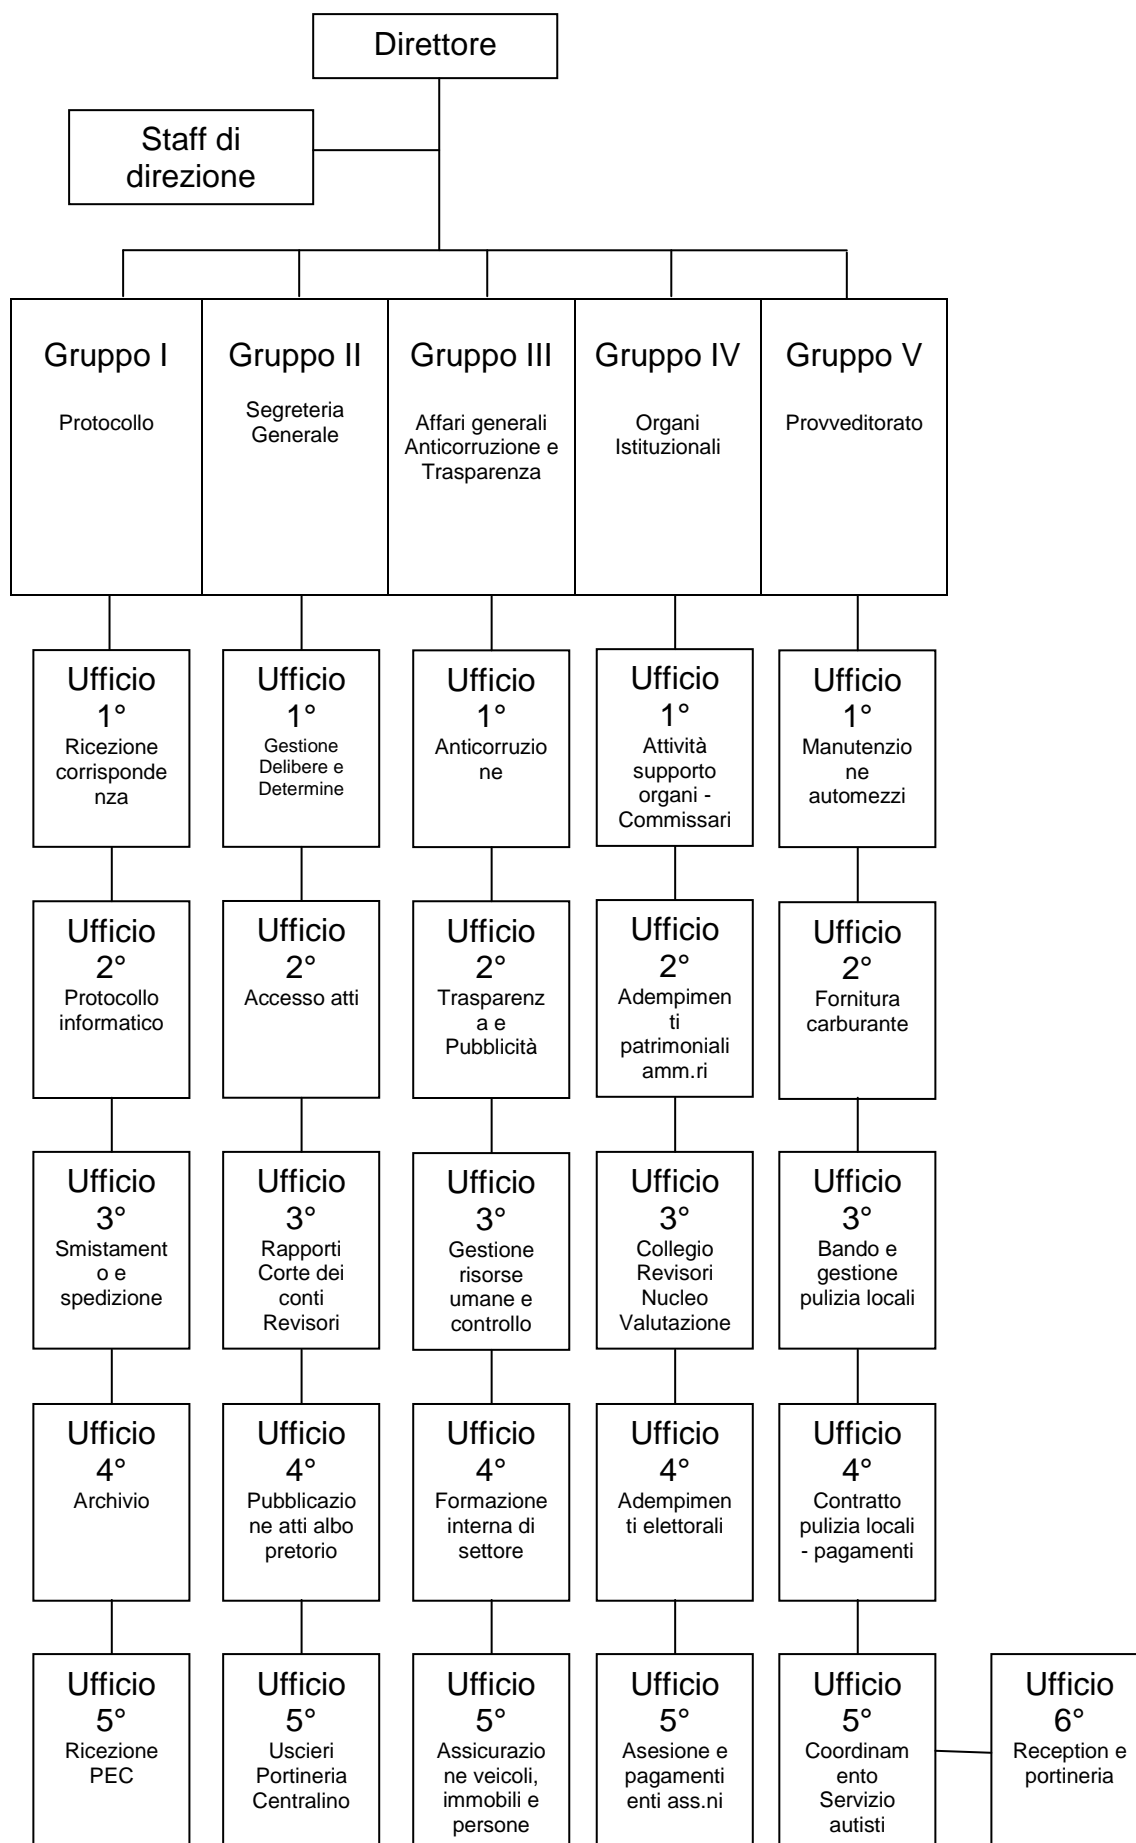 Direttore
Staff di
direzione
Gruppo I
Protocollo
Gruppo II
Segreteria
Generale
Gruppo III
Affari generali
Anticorruzione e
Trasparenza
Gruppo IV
Organi
Istituzionali
Gruppo V
Provveditorato
Ufficio
1°
Ricezione
corrisponde
nza
Ufficio
1°
Gestione
Delibere e
Determine
Ufficio
1°
Anticorruzio
ne
Ufficio
1°
Attività
supporto
organi -
Commissari
Ufficio
1°
Manutenzio
ne
automezzi
Ufficio
2°
Protocollo
informatico
Ufficio
2°
Accesso atti
Ufficio
2°
Trasparenz
a e
Pubblicità
Ufficio
2°
Adempimen
ti
patrimoniali
amm.ri
Ufficio
2°
Fornitura
carburante
Ufficio
3°
Smistament
o e
spedizione
Ufficio
3°
Rapporti
Corte dei
conti
Revisori
Ufficio
3°
Gestione
risorse
umane e
controllo
Ufficio
3°
Collegio
Revisori
Nucleo
Valutazione
Ufficio
3°
Bando e
gestione
pulizia locali
Ufficio
4°
Archivio
Ufficio
4°
Pubblicazio
ne atti albo
pretorio
Ufficio
4°
Formazione
interna di
settore
Ufficio
4°
Adempimen
ti elettorali
Ufficio
4°
Contratto
pulizia locali
- pagamenti
Ufficio
5°
Ricezione
PEC
Ufficio
5°
Uscieri
Portineria
Centralino
Ufficio
5°
Assicurazio
ne veicoli,
immobili e
persone
Ufficio
5°
Asesione e
pagamenti
enti ass.ni
Ufficio
5°
Coordinam
ento
Servizio
autisti
Ufficio
6°
Reception e
portineria